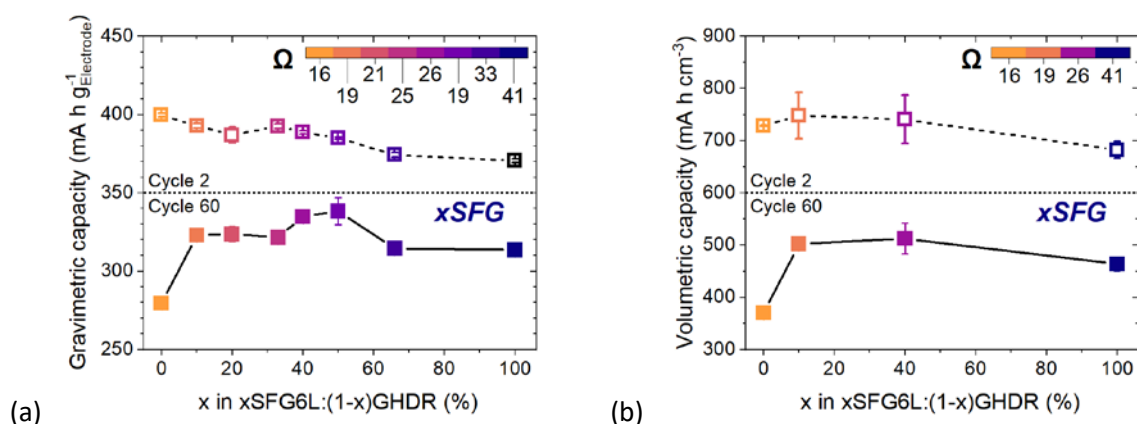 Gravimetric capacity (mA h g⁻¹Electrode)
450
400
350
300
250
Ω
16 21 26 33
19 25 19 41
Cycle 2
Cycle 60
xSFG
0 20 40 60 80 100
x in xSFG6L:(1-x)GHDR (%)
(a)
Volumetric capacity (mA h cm⁻³)
900
800
700
600
500
400
300
Ω
16 19 26 41
Cycle 2
Cycle 60
xSFG
0 20 40 60 80 100
x in xSFG6L:(1-x)GHDR (%)
(b)